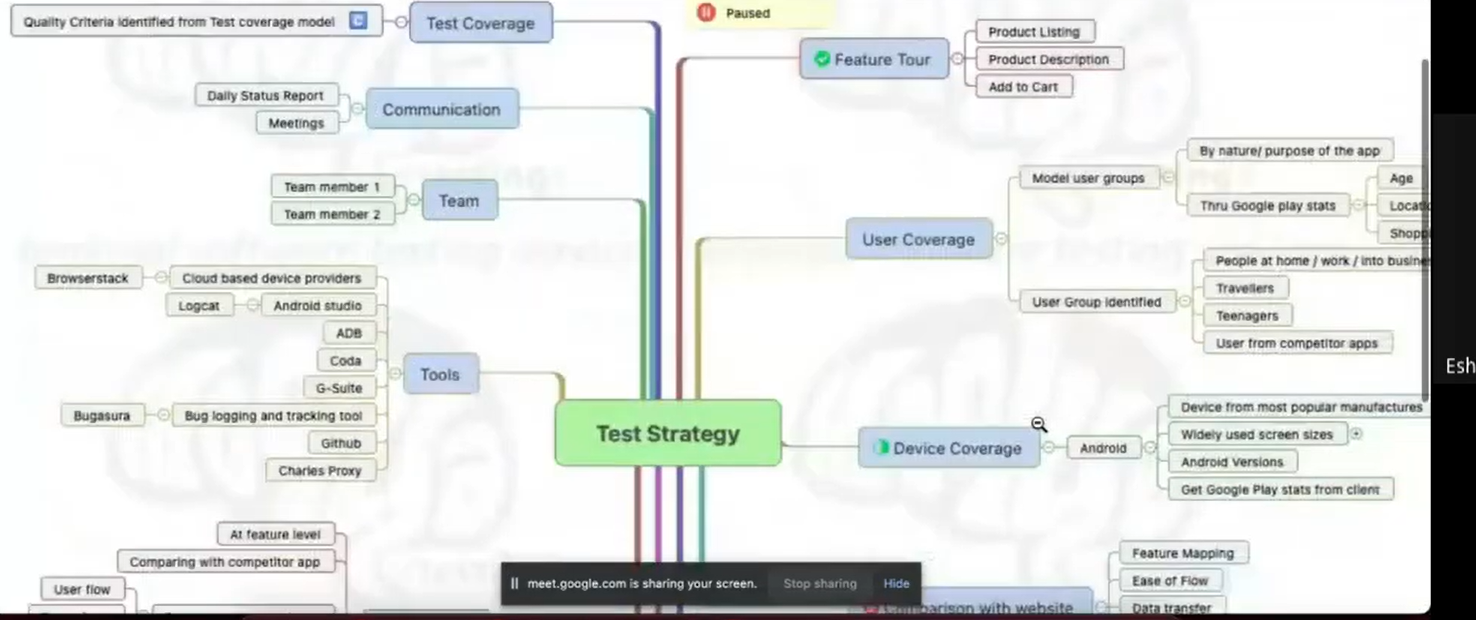 Quality Criteria identified from Test coverage model
Test Coverage
Paused
Feature Tour
Product Listing
Product Description
Add to Cart
Daily Status Report
Meetings
Communication
Team member 1
Team member 2
Team
By nature/ purpose of the app
Model user groups
Thru Google play stats
Age
User Coverage
People at home / work / into
User Group identified
Travellers
Teenagers
User from competitor apps
Browserstack
Cloud based device providers
Logcat
Android studio
ADB
Coda
G-Suite
Tools
Bugasura
Bug logging and tracking tool
Github
Charles Proxy
Test Strategy
Device Coverage
Android
Device from most popular manufactures
Widely used screen sizes
Android Versions
Get Google Play stats from client
At feature level
Comparing with competitor app
User flow
Feature Mapping
Ease of Flow
Data transfer
Comparison with website
meet.google.com is sharing your screen.
Stop sharing
Hide
Esh